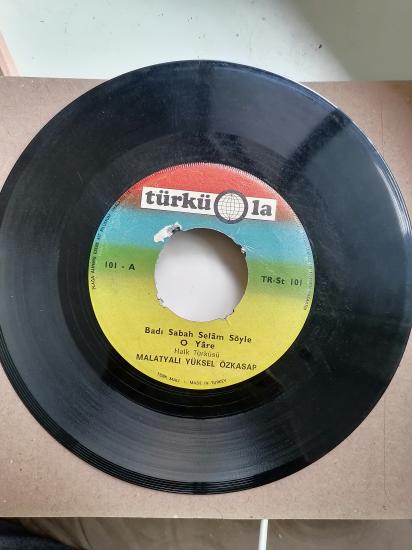 türkü la
101 - A
TR-St 101
Badı Sabah Selâm Söyle
O Yâre
Halk Türküsü
MALATYALI YÜKSEL ÖZKASAP
MADE IN TURKEY